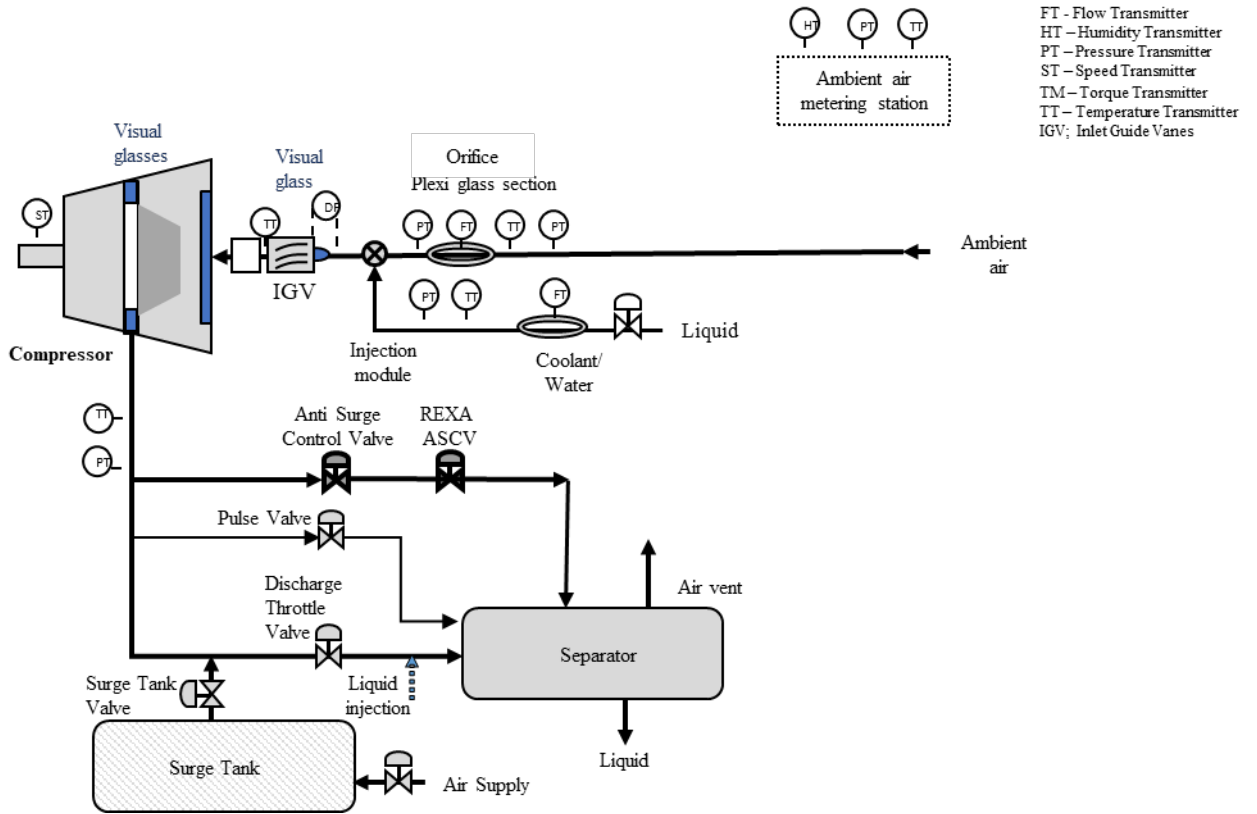 HT
PT
TT
Ambient air
metering station
FT - Flow Transmitter
HT – Humidity Transmitter
PT – Pressure Transmitter
ST – Speed Transmitter
TM – Torque Transmitter
TT – Temperature Transmitter
IGV; Inlet Guide Vanes
Visual
glasses
Visual
glass
Orifice
Plexi glass section
ST
TT
DP
PT
FT
TT
PT
Ambient
air
IGV
PT
TT
FT
Liquid
Compressor
Injection
module
Coolant/
Water
TT
PT
Anti Surge
Control Valve
REXA
ASCV
Pulse Valve
Discharge
Throttle
Valve
Air vent
Separator
Surge Tank
Valve
Liquid
injection
Liquid
Surge Tank
Air Supply